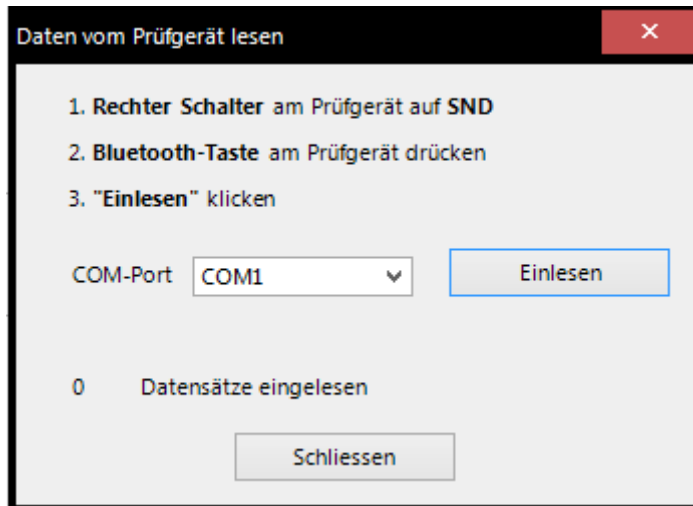 Daten vom Prüfgerät lesen
1. Rechter Schalter am Prüfgerät auf SND
2. Bluetooth-Taste am Prüfgerät drücken
3. "Einlesen" klicken
COM-Port COM1 Einlesen
0 Datensätze eingelesen
Schliessen